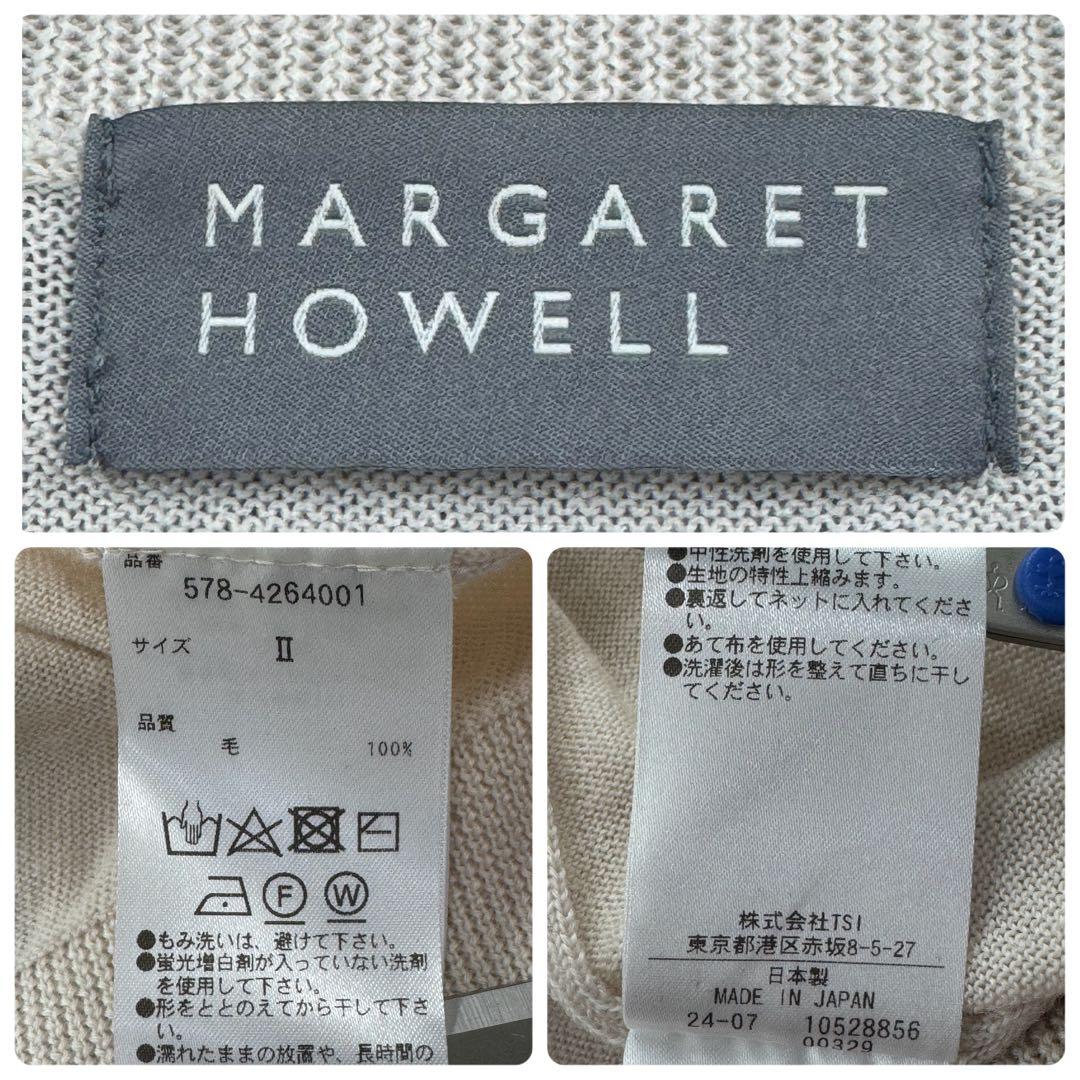 MARGARET
HOWELL
品番
578-4264001
サイズ II
品質
毛 100%
F W
●もみ洗いは、避けて下さい。
●蛍光増白剤が入っていない洗剤
を使用して下さい。
●形をととのえてから干して下さ
い。
●濡れたままの放置や、長時間の
●中性洗剤を使用して下さい。
●生地の特性上縮みます。
●裏返してネットに入れてくださ
い。
●あて布を使用してください。
●洗濯後は形を整えて直ちに干し
てください。
株式会社TSI
東京都港区赤坂8-5-27
日本製
MADE IN JAPAN
24-07 10528856
99329